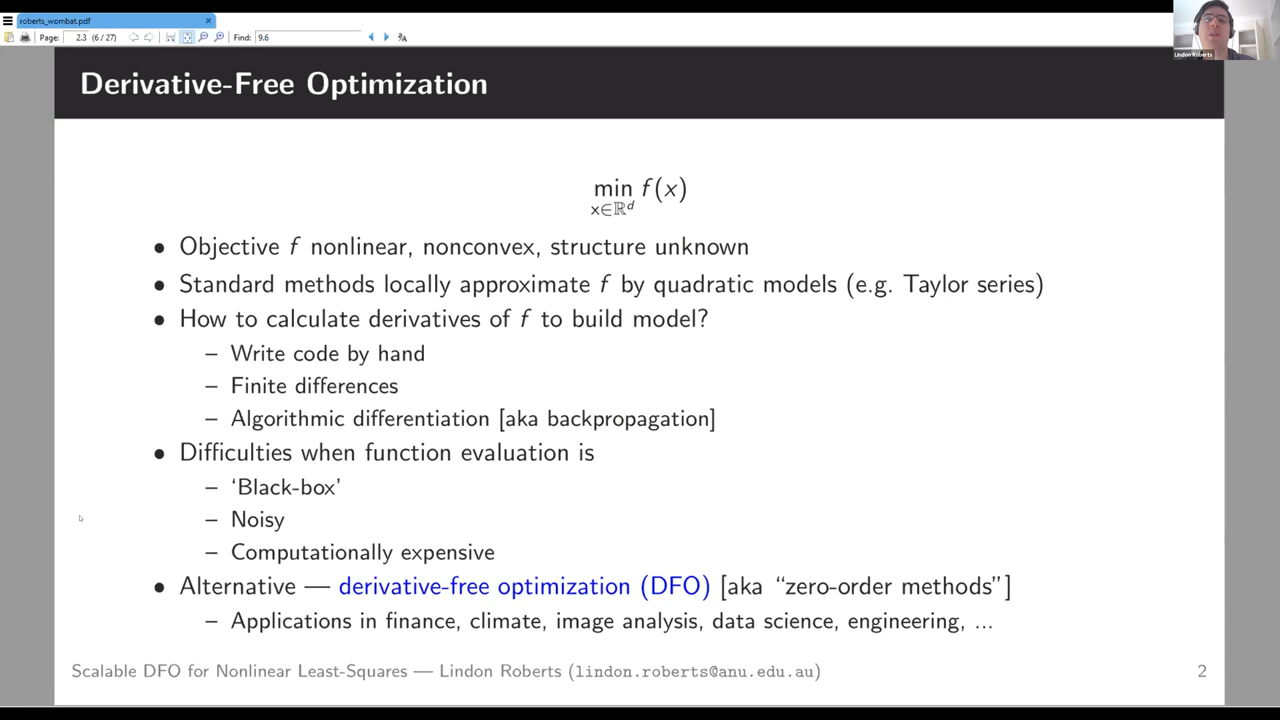 roberts_wombat.pdf
Page: 2.3 (6 / 27) Find: 9.6
Lindon Roberts
Derivative-Free Optimization
min f(x)
x∈ℝᵈ
• Objective f nonlinear, nonconvex, structure unknown
• Standard methods locally approximate f by quadratic models (e.g. Taylor series)
• How to calculate derivatives of f to build model?
– Write code by hand
– Finite differences
– Algorithmic differentiation [aka backpropagation]
• Difficulties when function evaluation is
– ‘Black-box’
– Noisy
– Computationally expensive
• Alternative — derivative-free optimization (DFO) [aka “zero-order methods”]
– Applications in finance, climate, image analysis, data science, engineering, ...
Scalable DFO for Nonlinear Least-Squares — Lindon Roberts (lindon.roberts@anu.edu.au) 2